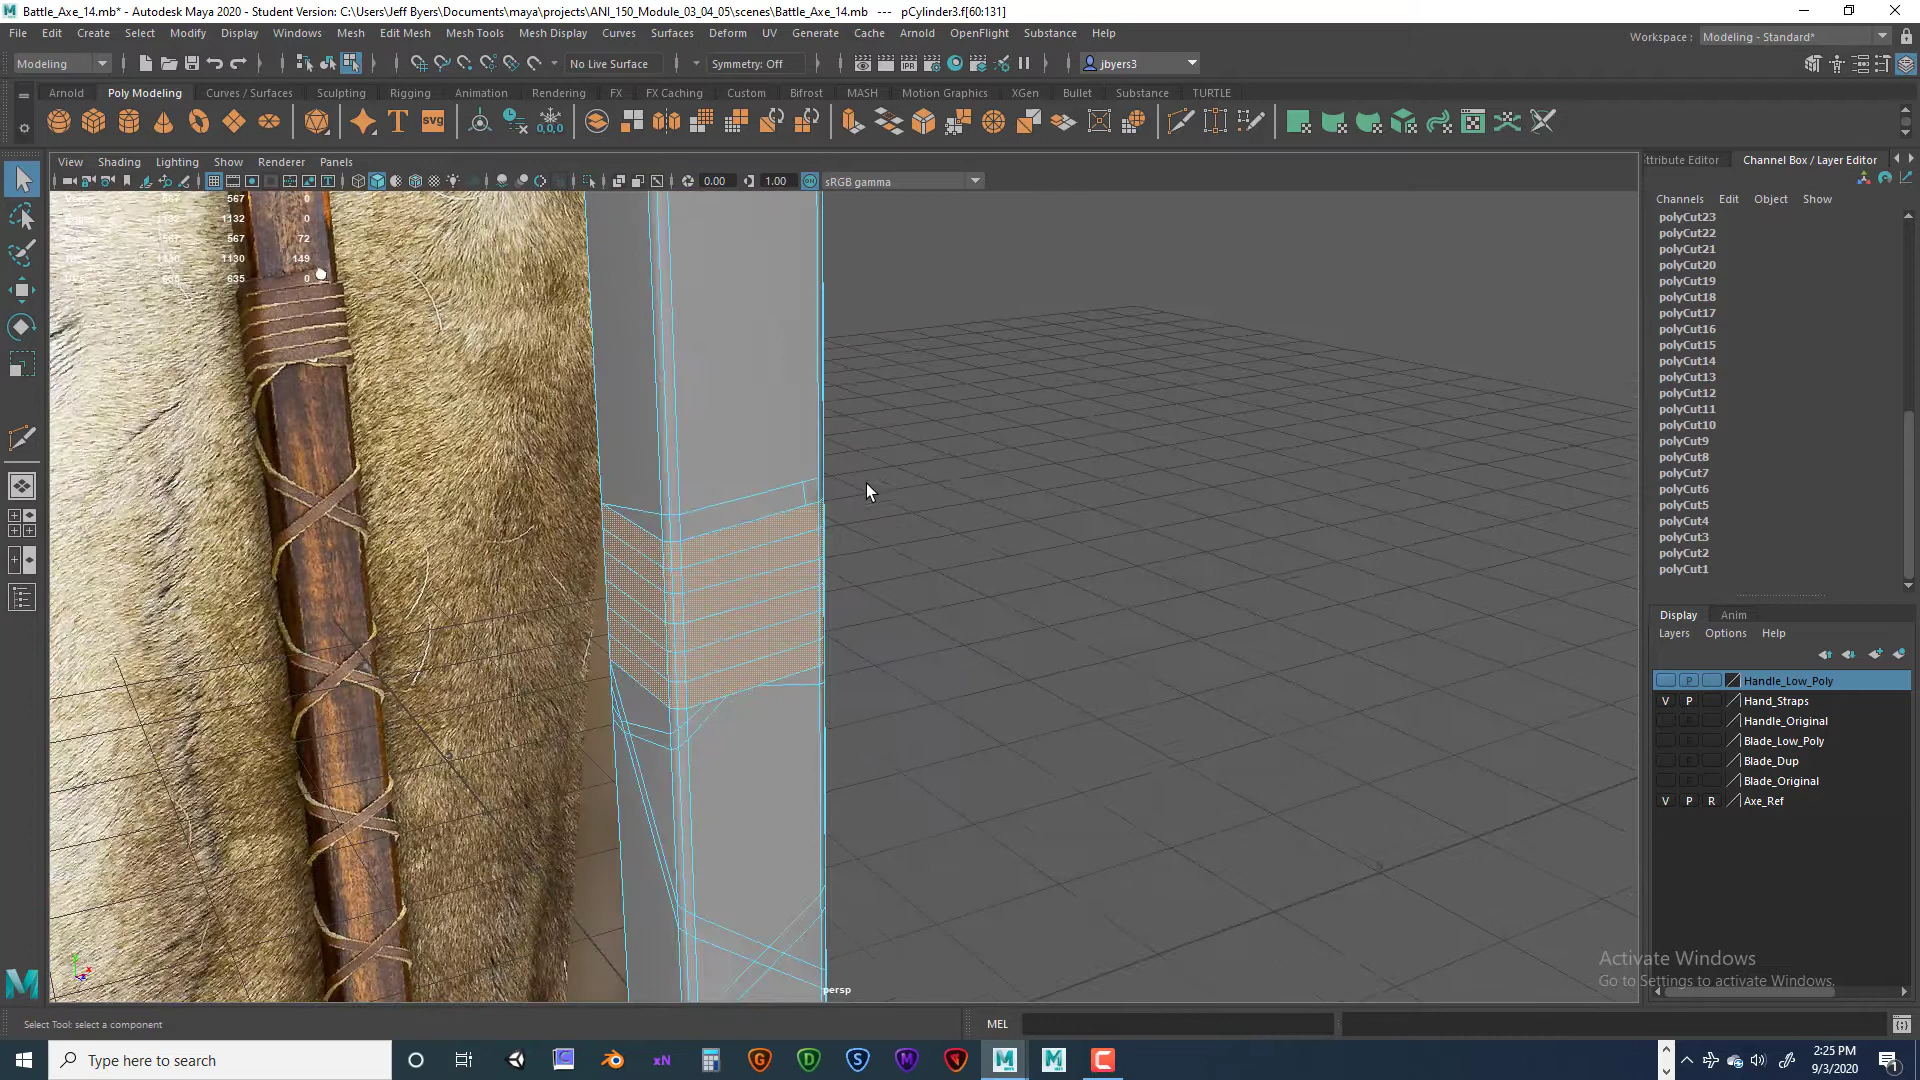 Battle_Axe_14.mb* - Autodesk Maya 2020 - Student Version: C:\Users\Jeff Byers\Documents\maya\projects\ANI_150_Module_03_04_05\scenes\Battle_Axe_14.mb --- pCylinder3.f[60:131]
File Edit Create Select Modify Display Windows Mesh Edit Mesh Mesh Tools Mesh Display Curves Surfaces Deform UV Generate Cache Arnold OpenFlight Substance Help
Workspace : Modeling - Standard*
Modeling No Live Surface Symmetry: Off jbyers3
Arnold Poly Modeling Curves / Surfaces Sculpting Rigging Animation Rendering FX FX Caching Custom Bifrost MASH Motion Graphics XGen Bullet Substance TURTLE
View Shading Lighting Show Renderer Panels
0.00 1.00 sRGB gamma
567 567 0
1132 1132 0
567 567 72
1130 1130 149
635 635 0
persp
ttribute Editor Channel Box / Layer Editor
Channels Edit Object Show
polyCut23
polyCut22
polyCut21
polyCut20
polyCut19
polyCut18
polyCut17
polyCut16
polyCut15
polyCut14
polyCut13
polyCut12
polyCut11
polyCut10
polyCut9
polyCut8
polyCut7
polyCut6
polyCut5
polyCut4
polyCut3
polyCut2
polyCut1
Display Anim
Layers Options Help
P Handle_Low_Poly
V P Hand_Straps
Handle_Original
Blade_Low_Poly
Blade_Dup
Blade_Original
V P R Axe_Ref
Activate Windows
Go to Settings to activate Windows.
Select Tool: select a component
MEL
Type here to search
2:25 PM
9/3/2020